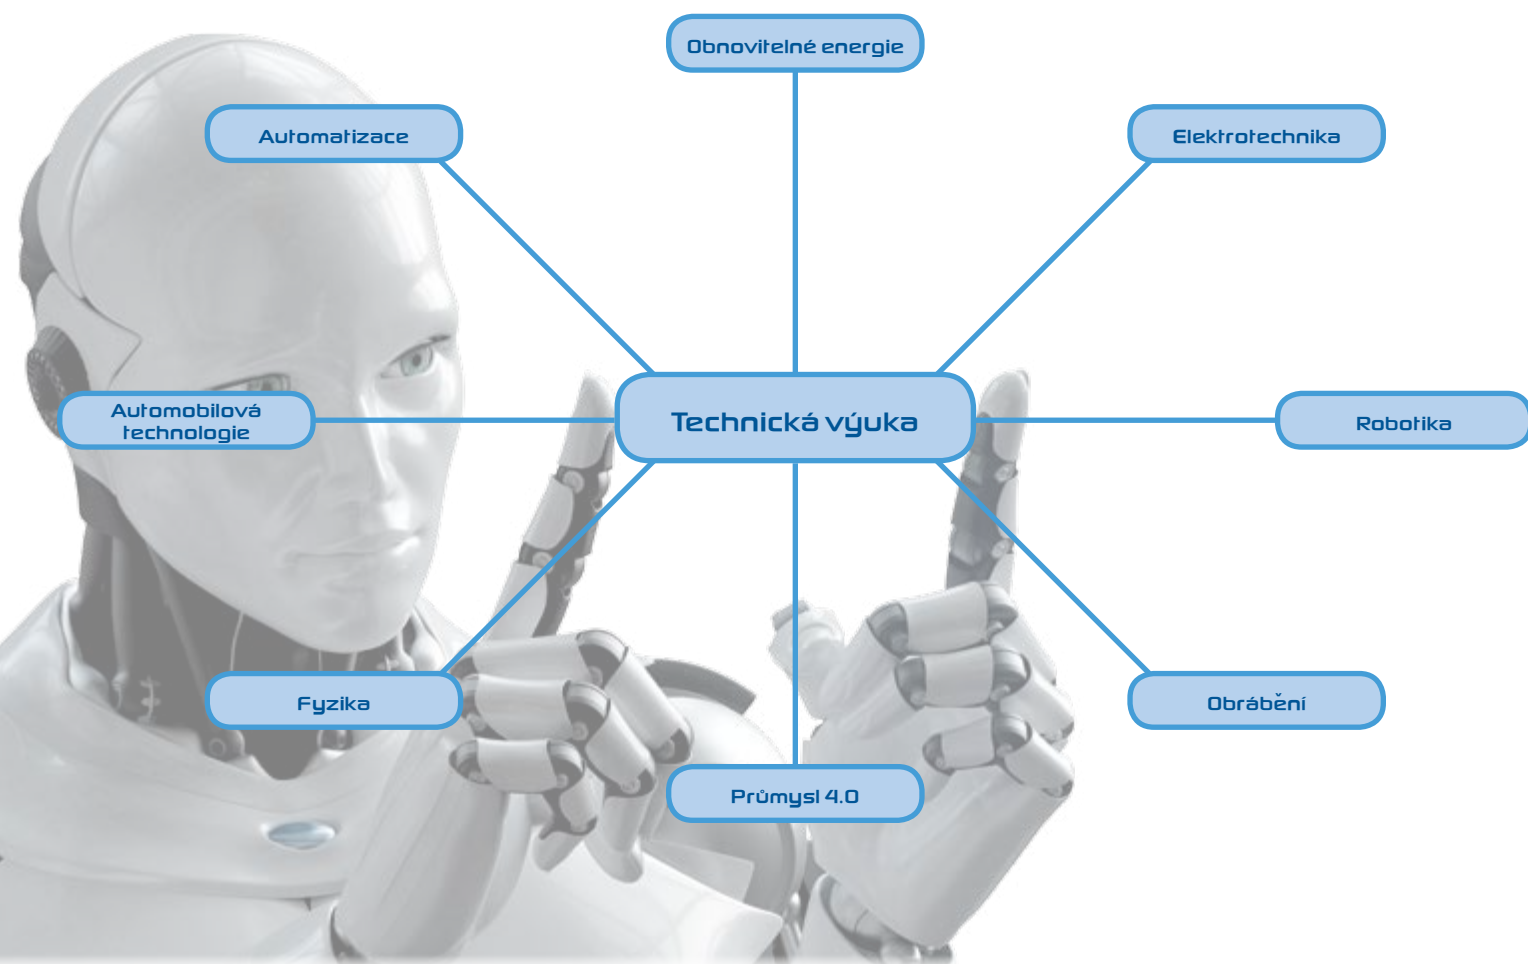 Obnovitelné energie
Automatizace
Elektrotechnika
Automobilová
technologie
Technická výuka
Robotika
Fyzika
Obrábění
Průmysl 4.0